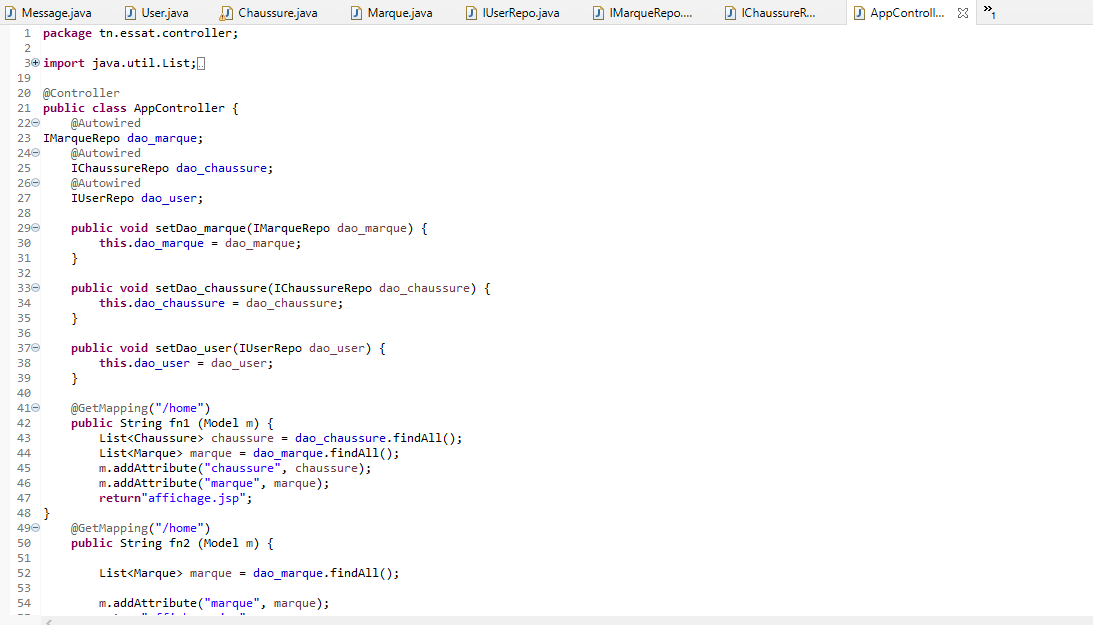 Message.java User.java Chaussure.java Marque.java IUserRepo.java IMarqueRepo.... IChaussureR... AppControll... »1
1 package tn.essat.controller;
2
3 import java.util.List;
19
20 @Controller
21 public class AppController {
22 @Autowired
23 IMarqueRepo dao_marque;
24 @Autowired
25 IChaussureRepo dao_chaussure;
26 @Autowired
27 IUserRepo dao_user;
28
29 public void setDao_marque(IMarqueRepo dao_marque) {
30 this.dao_marque = dao_marque;
31 }
32
33 public void setDao_chaussure(IChaussureRepo dao_chaussure) {
34 this.dao_chaussure = dao_chaussure;
35 }
36
37 public void setDao_user(IUserRepo dao_user) {
38 this.dao_user = dao_user;
39 }
40
41 @GetMapping("/home")
42 public String fn1 (Model m) {
43 List<Chaussure> chaussure = dao_chaussure.findAll();
44 List<Marque> marque = dao_marque.findAll();
45 m.addAttribute("chaussure", chaussure);
46 m.addAttribute("marque", marque);
47 return"affichage.jsp";
48 }
49 @GetMapping("/home")
50 public String fn2 (Model m) {
51
52 List<Marque> marque = dao_marque.findAll();
53
54 m.addAttribute("marque", marque);